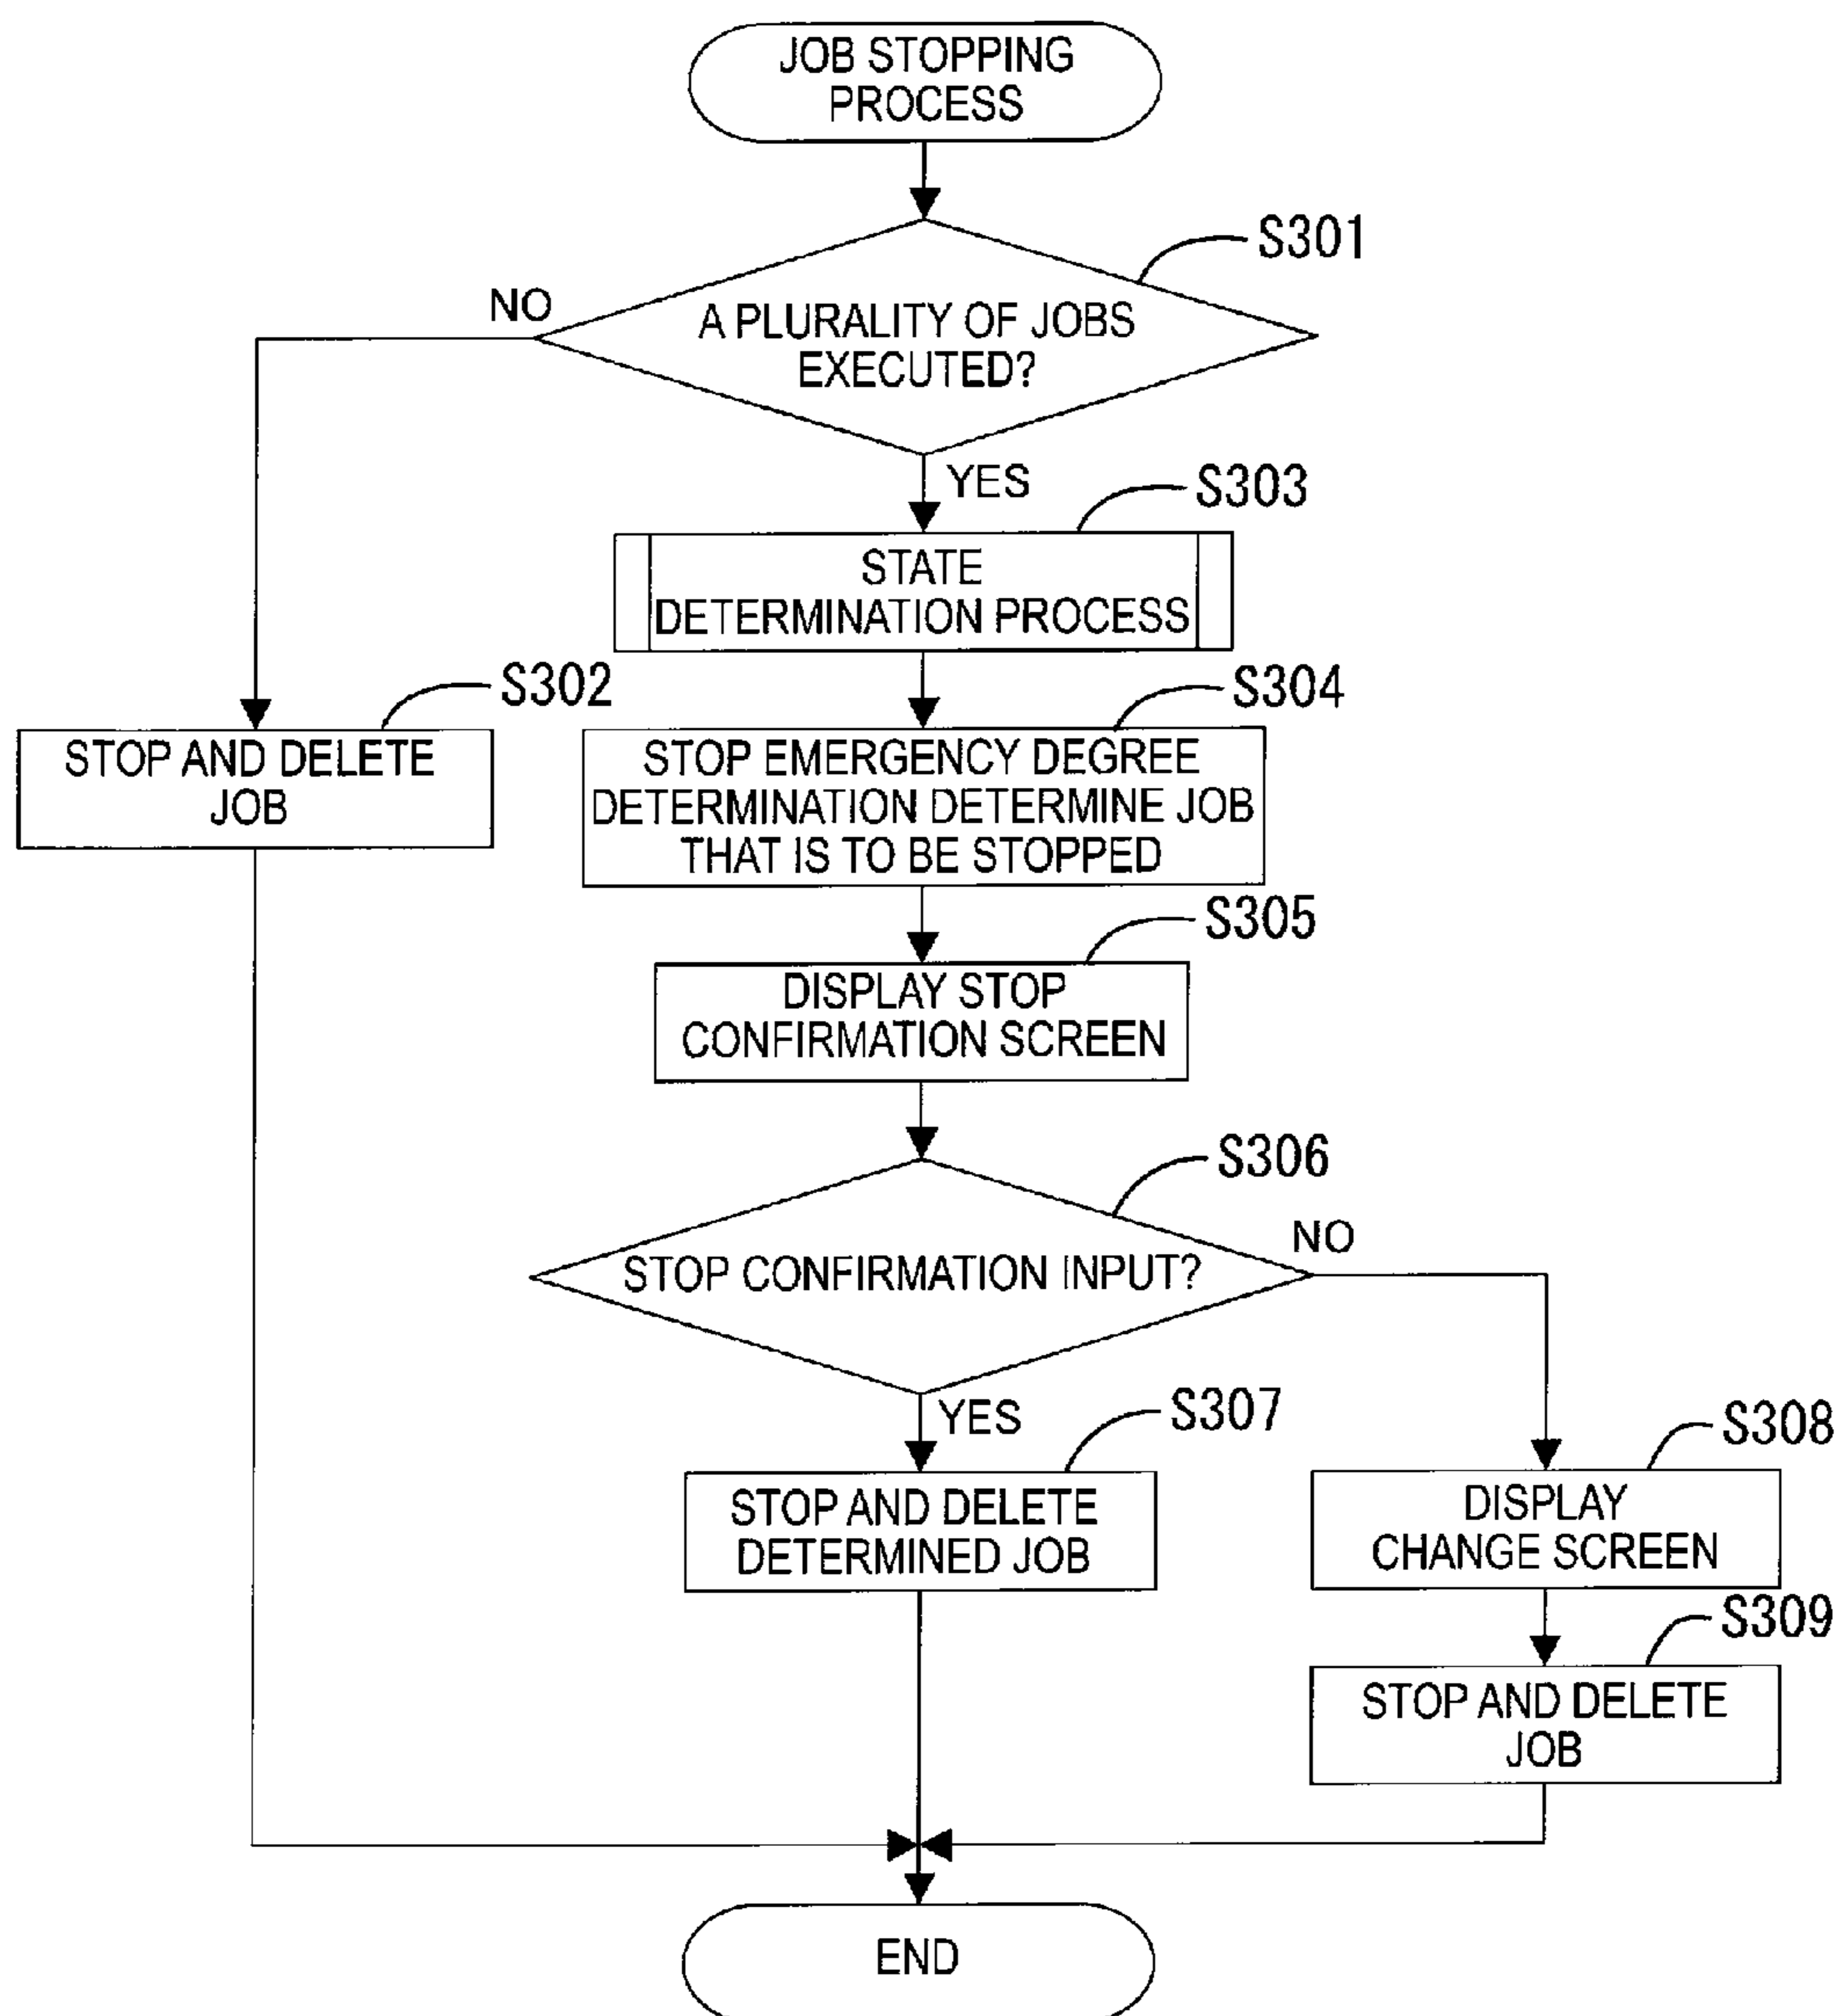 JOB STOPPING
PROCESS
S301
NO
A PLURALITY OF JOBS
EXECUTED?
YES
S303
STATE
DETERMINATION PROCESS
S302
STOP AND DELETE
JOB
S304
STOP EMERGENCY DEGREE
DETERMINATION DETERMINE JOB
THAT IS TO BE STOPPED
S305
DISPLAY STOP
CONFIRMATION SCREEN
S306
NO
STOP CONFIRMATION INPUT?
YES
S307
STOP AND DELETE
DETERMINED JOB
S308
DISPLAY
CHANGE SCREEN
S309
STOP AND DELETE
JOB
END